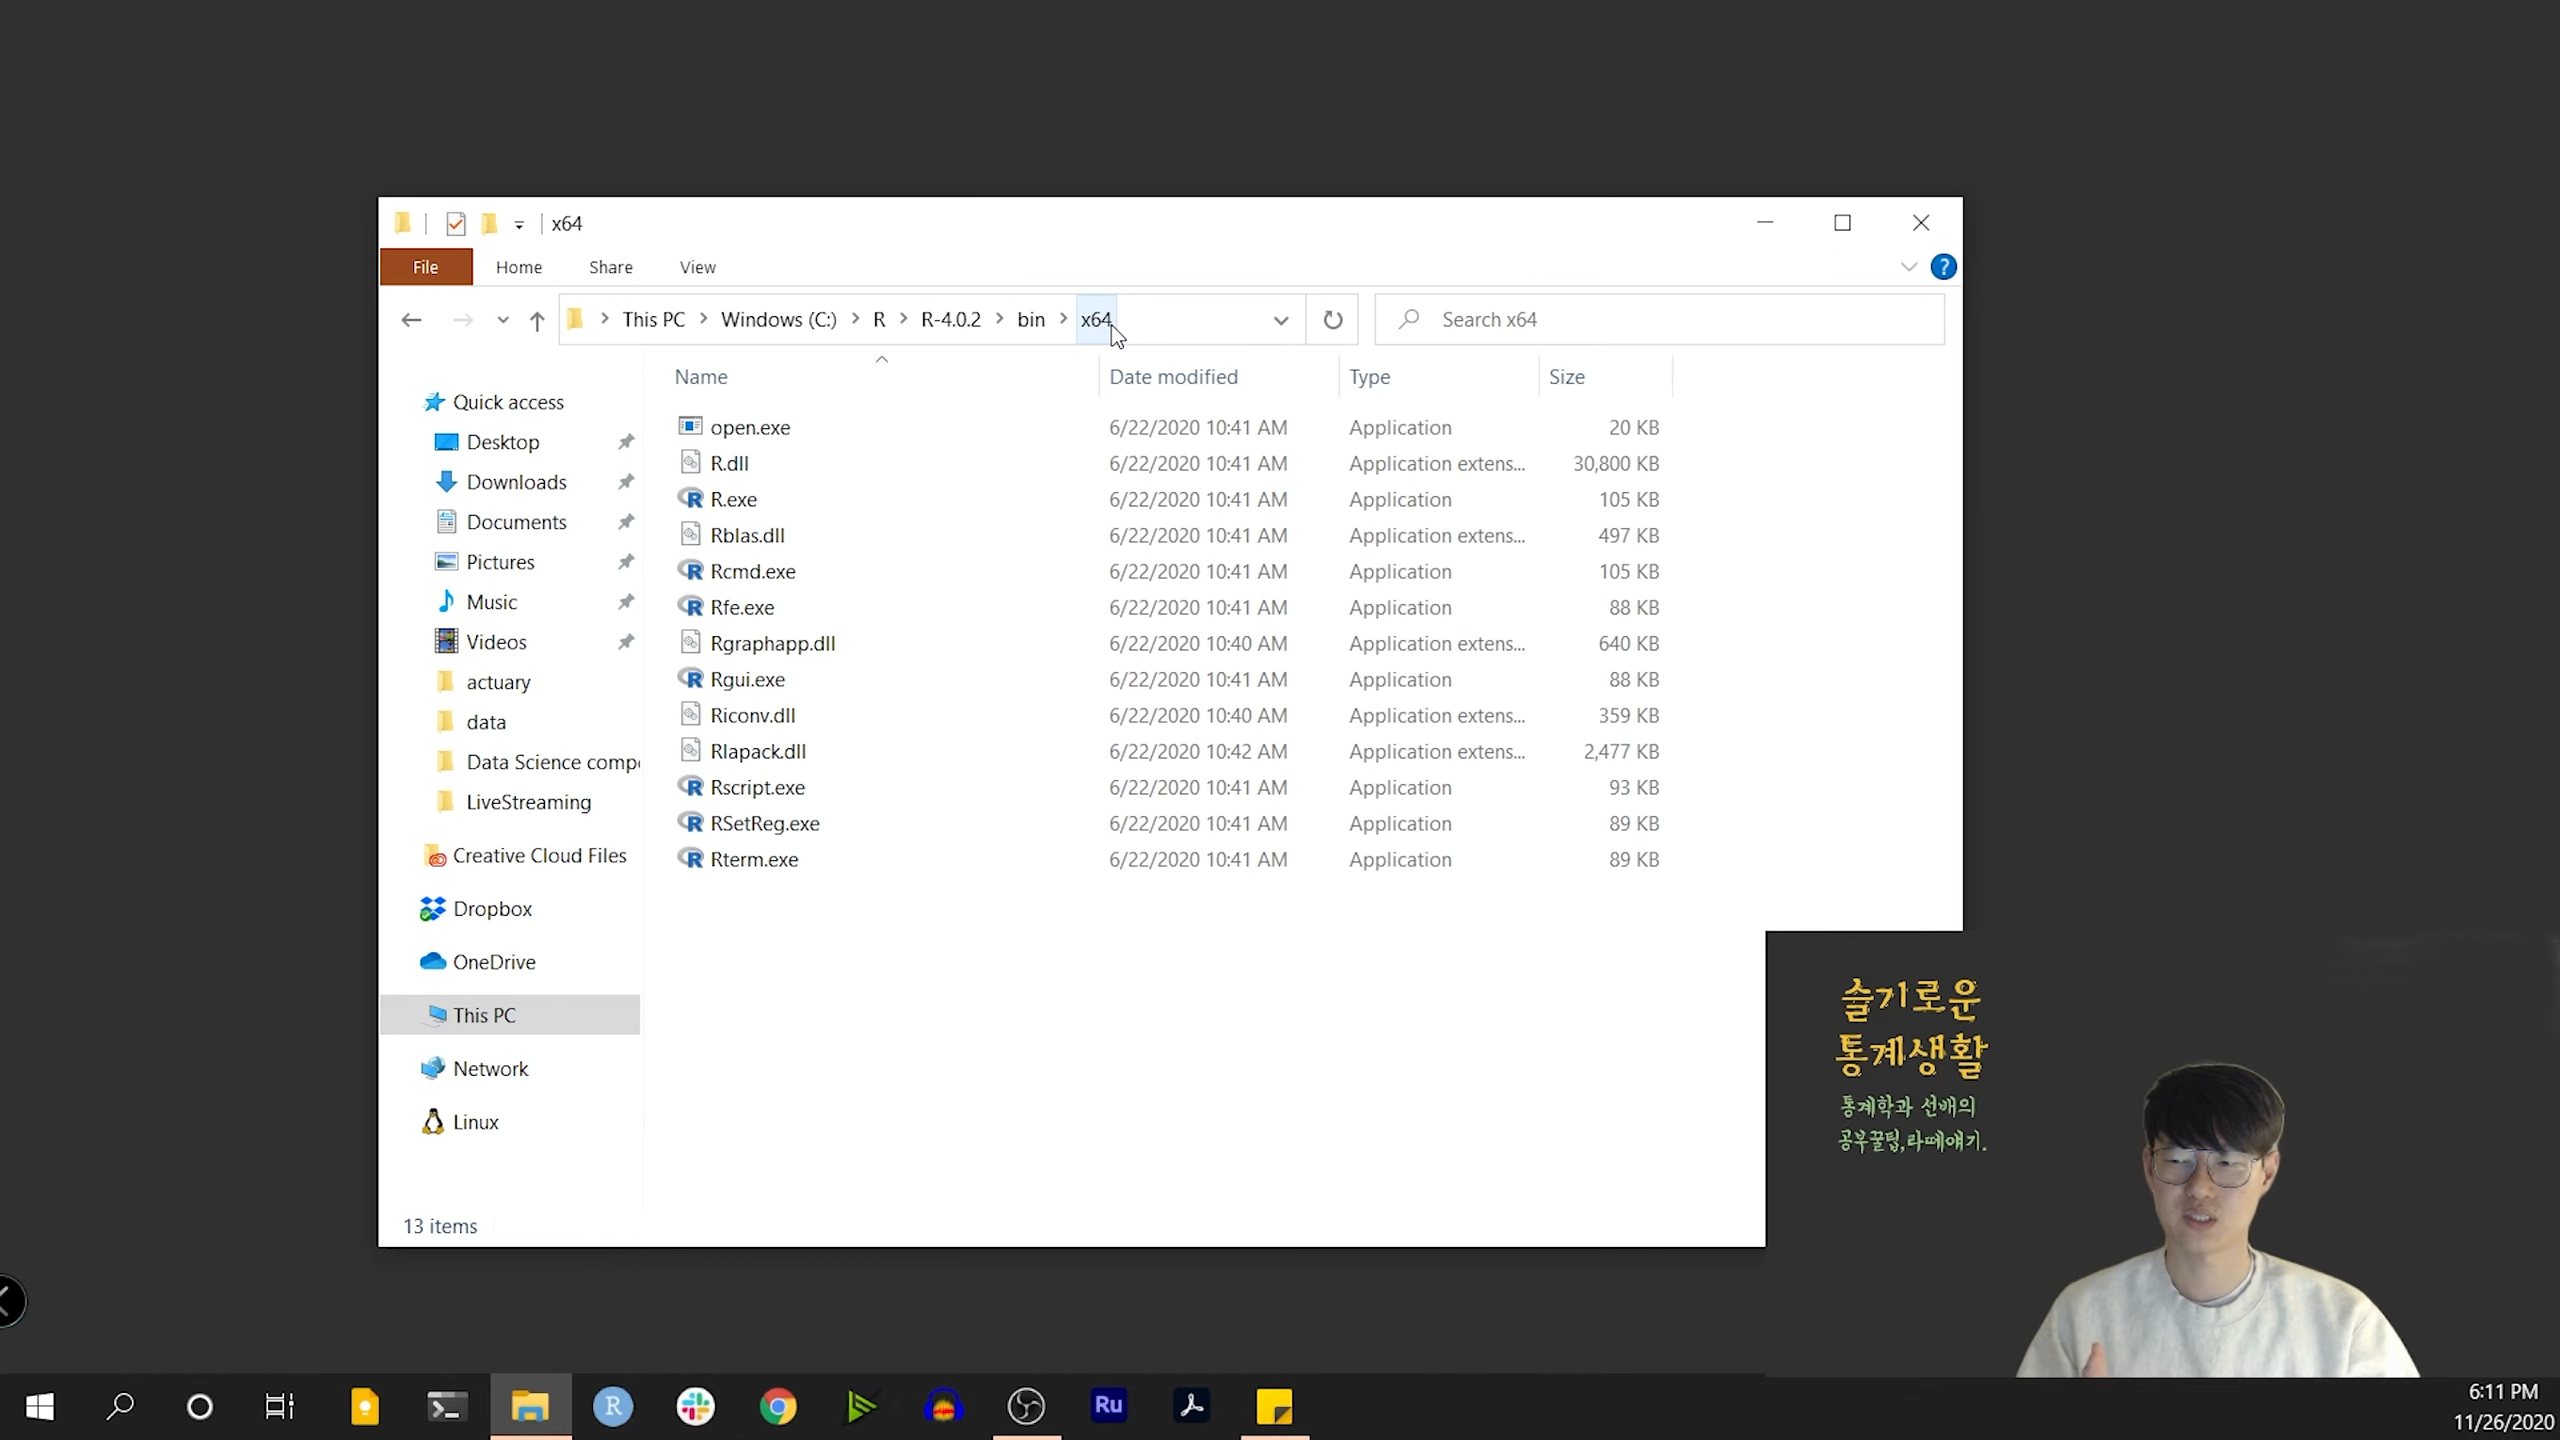 x64
File Home Share View
This PC Windows (C:) R R-4.0.2 bin x64
Search x64
Name Date modified Type Size
Quick access
Desktop
Downloads
Documents
Pictures
Music
Videos
actuary
data
Data Science comp
LiveStreaming
Creative Cloud Files
Dropbox
OneDrive
This PC
Network
Linux
open.exe 6/22/2020 10:41 AM Application 20 KB
R.dll 6/22/2020 10:41 AM Application extens... 30,800 KB
R.exe 6/22/2020 10:41 AM Application 105 KB
Rblas.dll 6/22/2020 10:41 AM Application extens... 497 KB
Rcmd.exe 6/22/2020 10:41 AM Application 105 KB
Rfe.exe 6/22/2020 10:41 AM Application 88 KB
Rgraphapp.dll 6/22/2020 10:40 AM Application extens... 640 KB
Rgui.exe 6/22/2020 10:41 AM Application 88 KB
Riconv.dll 6/22/2020 10:40 AM Application extens... 359 KB
Rlapack.dll 6/22/2020 10:42 AM Application extens... 2,477 KB
Rscript.exe 6/22/2020 10:41 AM Application 93 KB
RSetReg.exe 6/22/2020 10:41 AM Application 89 KB
Rterm.exe 6/22/2020 10:41 AM Application 89 KB
13 items
슬기로운
통계생활
통계학과 선배의
공부꿀팁,라떼얘기.
R
Ru
6:11 PM
11/26/2020